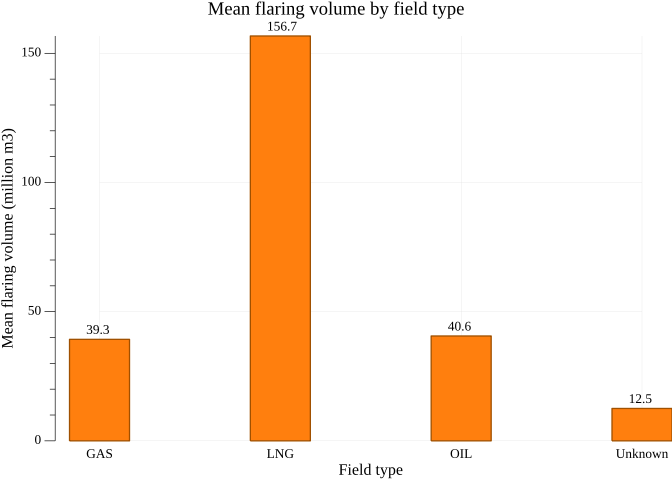 Mean flaring volume by field type
156.7
150
100
50
0
Mean flaring volume (million m3)
39.3
40.6
12.5
GAS
LNG
OIL
Unknown
Field type